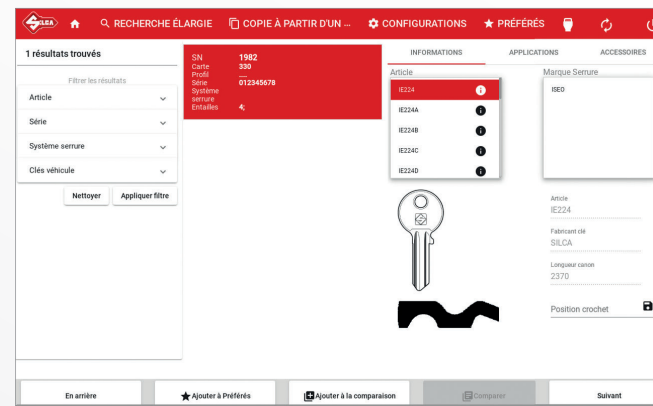 SILCA
RECHERCHE ÉLARGIE
COPIE À PARTIR D'UN ...
CONFIGURATIONS
PRÉFÉRÉS
1 résultats trouvés
Filtrer les résultats
Article
Série
Système serrure
Clés véhicule
Nettoyer
Appliquer filtre
SN 1982
Carte 330
Profil __
Série 012345678
Système
serrure
Entailles 4;
INFORMATIONS
APPLICATIONS
ACCESSOIRES
Article
IE224
IE224A
IE224B
IE224C
IE224D
Marque Serrure
ISEO
Article
IE224
Fabricant clé
SILCA
Longueur canon
2370
Position crochet
En arrière
Ajouter à Préférés
Ajouter à la comparaison
Comparer
Suivant